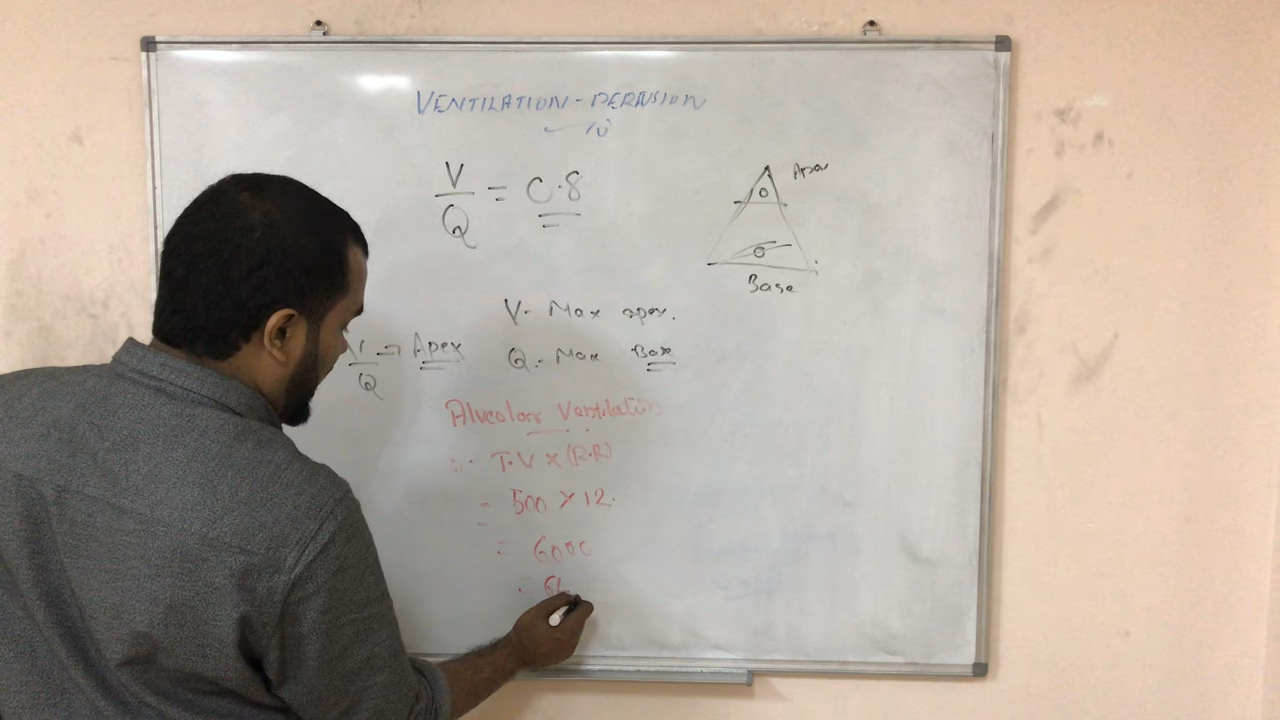 VENTILATION - PERFUSION
V/Q = 0.8
Apex
Base
V - Max apex.
V/Q = Apex
Q - Max Base
Alveolar Ventilation
T.V X (R.R)
= 500 X 12.
= 6000